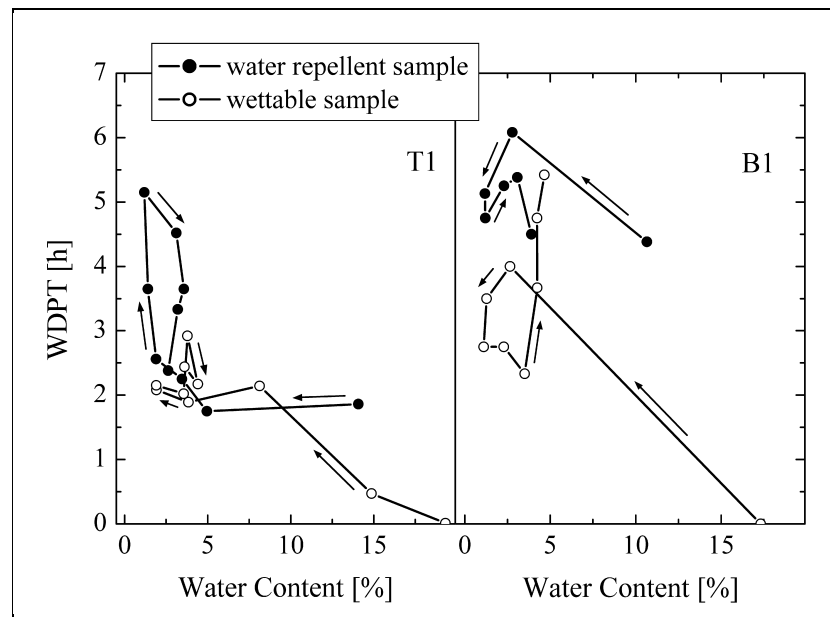 water repellent sample
wettable sample
T1
B1
WDPT [h]
7
6
5
4
3
2
1
0
0 5 10 15
0 5 10 15 20
Water Content [%]
Water Content [%]